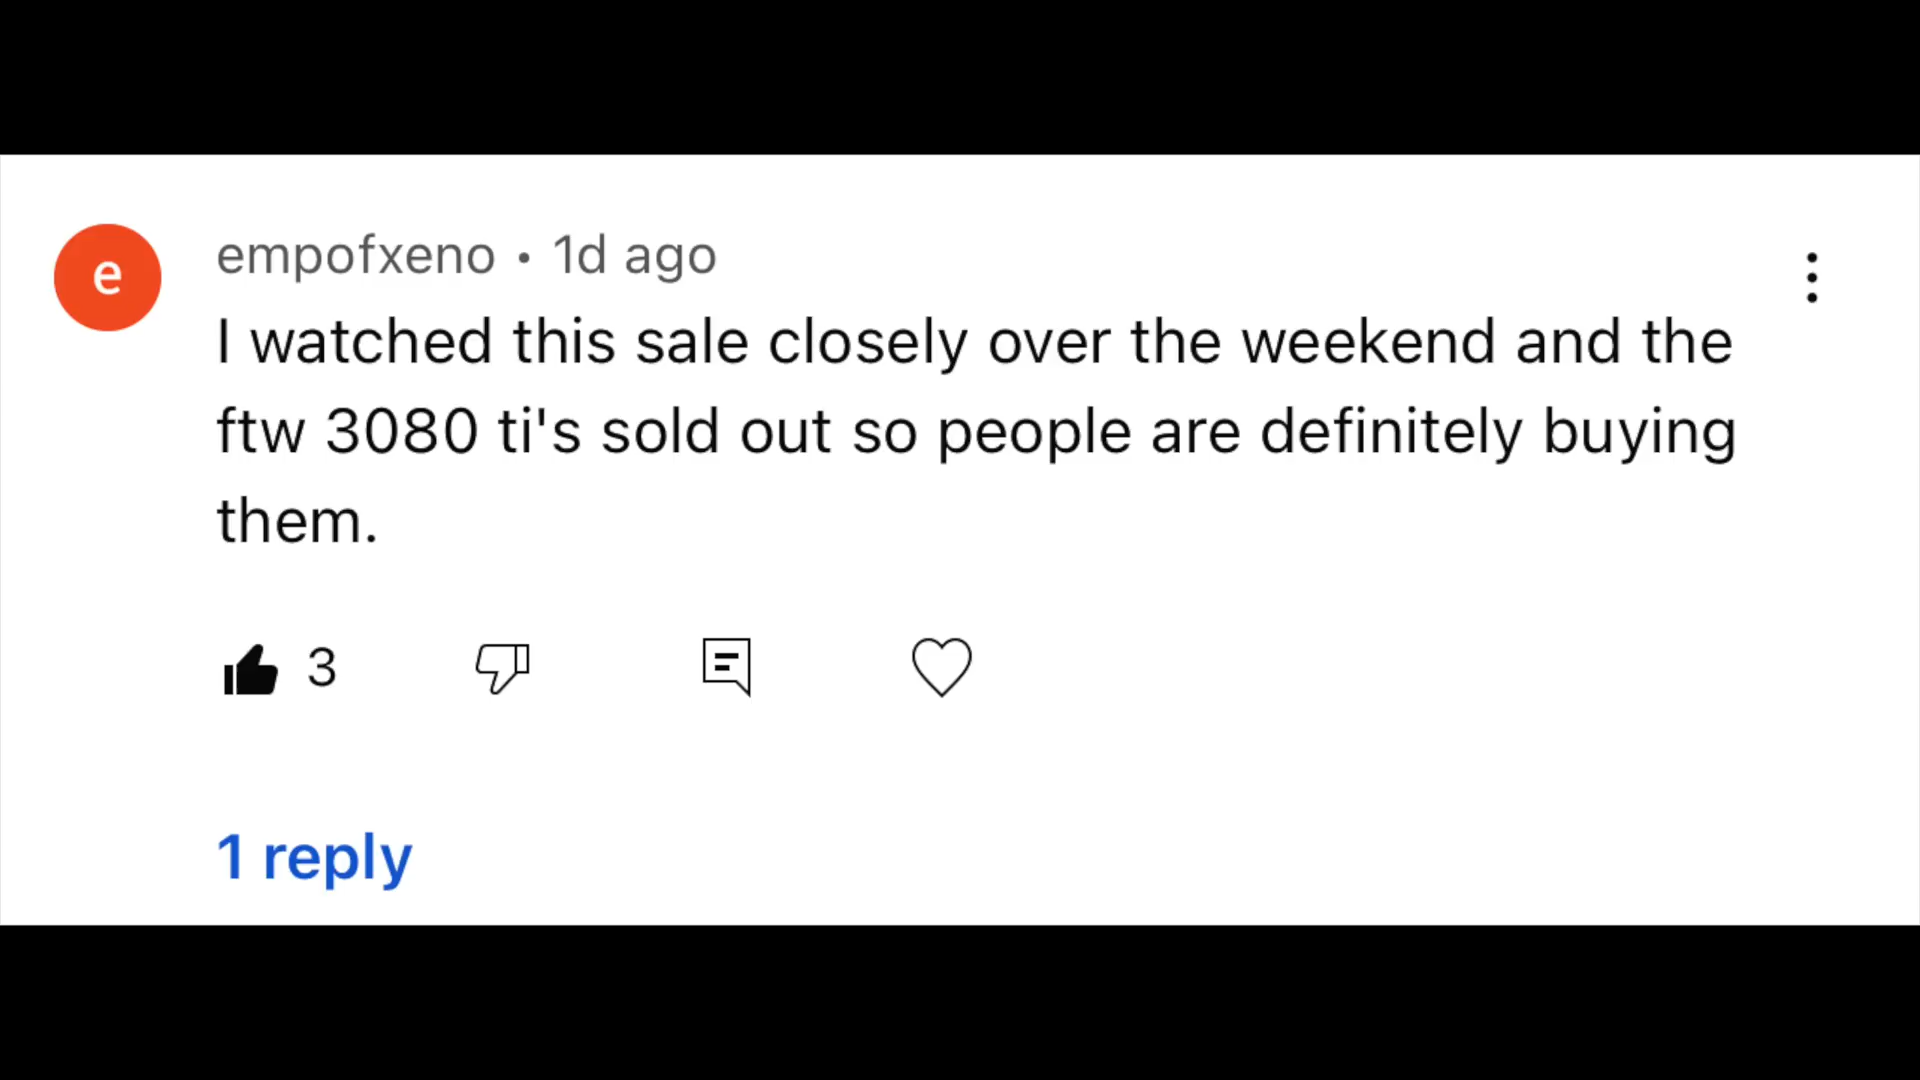 e
empofxeno • 1d ago
I watched this sale closely over the weekend and the
ftw 3080 ti's sold out so people are definitely buying
them.
3
1 reply